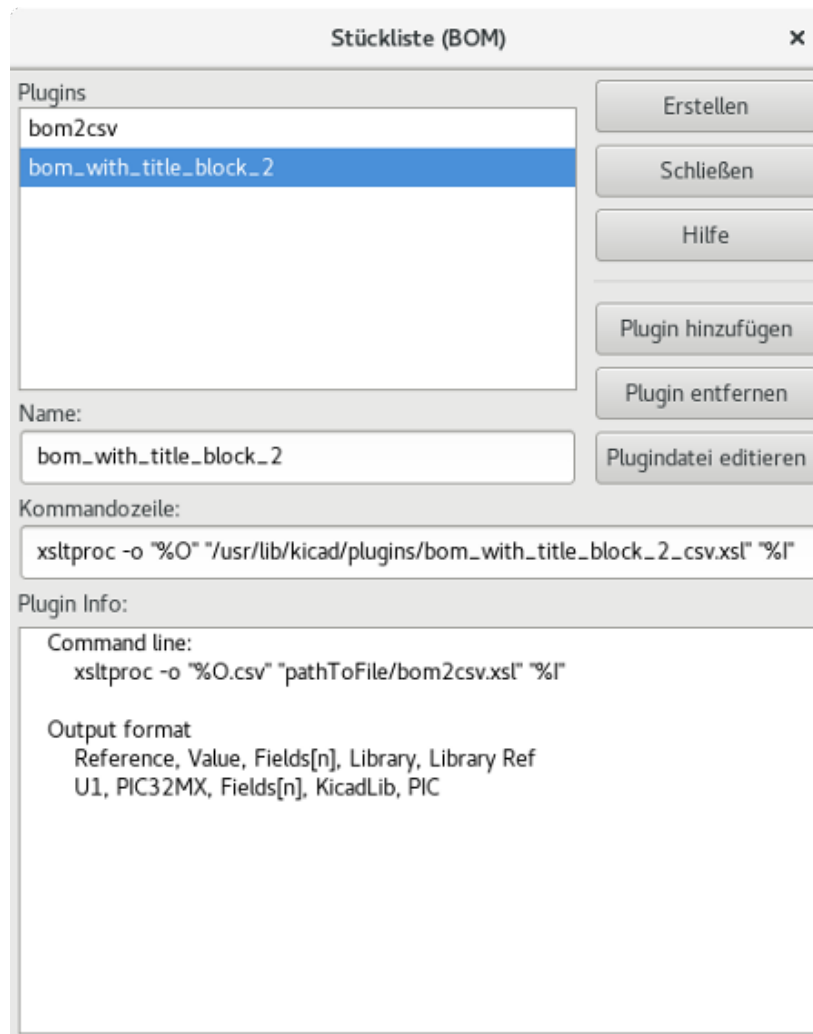 Stückliste (BOM)
Plugins
bom2csv
bom_with_title_block_2
Erstellen
Schließen
Hilfe
Plugin hinzufügen
Plugin entfernen
Plugindatei editieren
Name:
bom_with_title_block_2
Kommandozeile:
xsltproc -o "%O" "/usr/lib/kicad/plugins/bom_with_title_block_2_csv.xsl" "%I"
Plugin Info:
Command line:
xsltproc -o "%O.csv" "pathToFile/bom2csv.xsl" "%I"
Output format
Reference, Value, Fields[n], Library, Library Ref
U1, PIC32MX, Fields[n], KicadLib, PIC